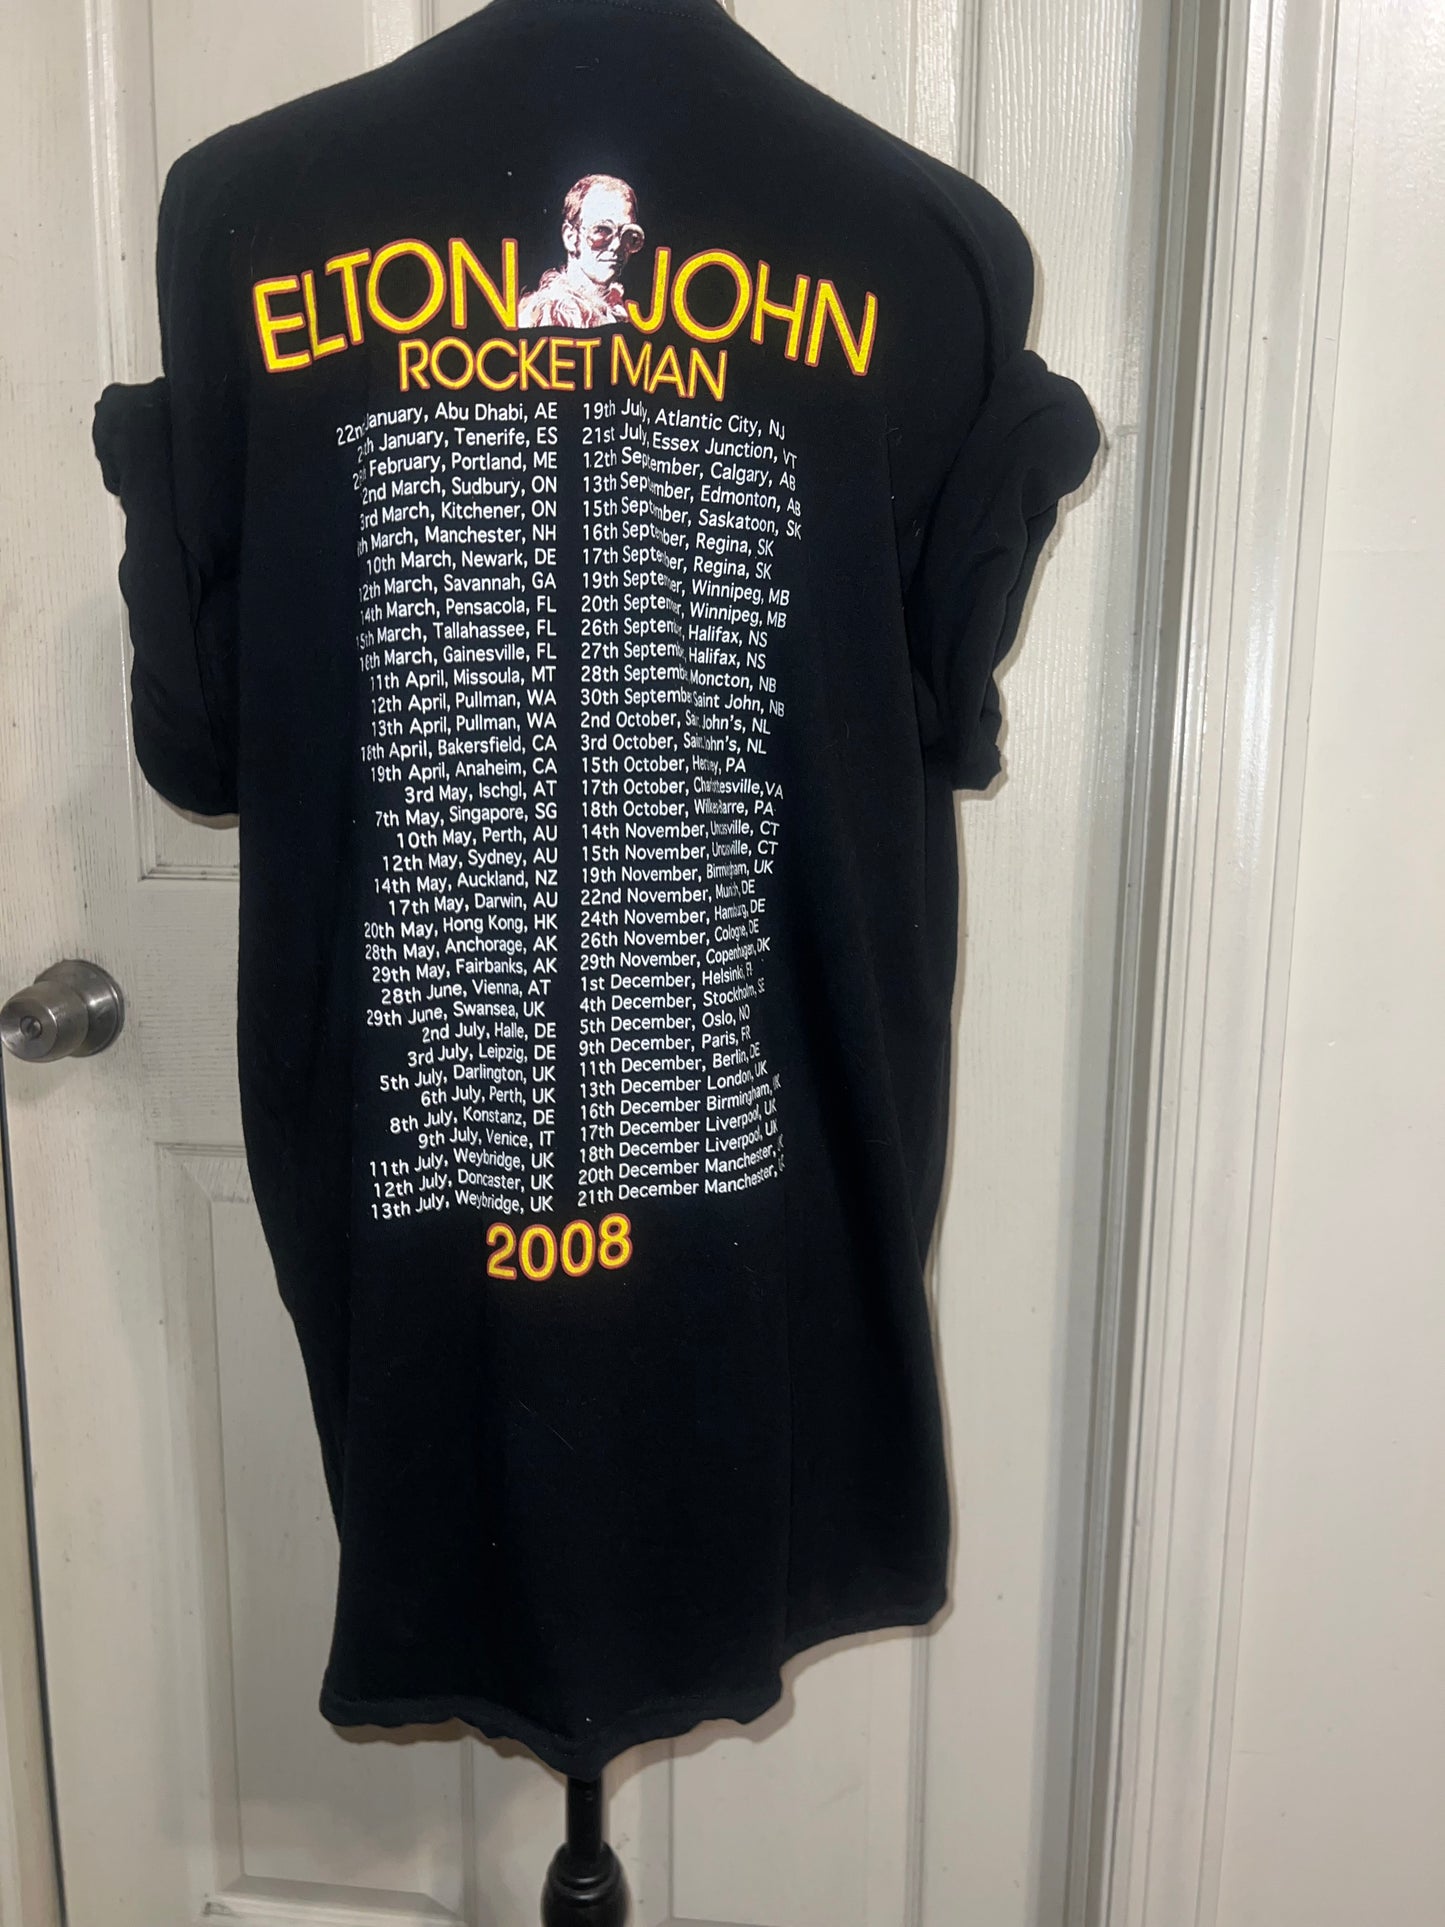 ELTON JOHN
ROCKET MAN
22nd January, Abu Dhabi, AE
January, Tenerife, ES
February, Portland, ME
2nd March, Sudbury, ON
3rd March, Kitchener, ON
March, Manchester, NH
10th March, Newark, DE
12th March, Savannah, GA
14th March, Pensacola, FL
15th March, Tallahassee, FL
16th March, Gainesville, FL
11th April, Missoula, MT
12th April, Pullman, WA
13th April, Pullman, WA
18th April, Bakersfield, CA
19th April, Anaheim, CA
3rd May, Ischgl, AT
7th May, Singapore, SG
10th May, Perth, AU
12th May, Sydney, AU
14th May, Auckland, NZ
17th May, Darwin, AU
20th May, Hong Kong, HK
28th May, Anchorage, AK
29th May, Fairbanks, AK
28th June, Vienna, AT
29th June, Swansea, UK
2nd July, Halle, DE
3rd July, Leipzig, DE
5th July, Darlington, UK
6th July, Perth, UK
8th July, Konstanz, DE
9th July, Venice, IT
11th July, Weybridge, UK
12th July, Doncaster, UK
13th July, Weybridge, UK
19th July, Atlantic City, NJ
21st July, Essex Junction, VT
12th September, Calgary, AB
13th September, Edmonton, AB
15th September, Saskatoon, SK
16th September, Regina, SK
17th September, Regina, SK
19th September, Winnipeg, MB
20th September, Winnipeg, MB
26th September, Halifax, NS
27th September, Halifax, NS
28th September, Moncton, NB
30th September Saint John, NB
2nd October, Saint John's, NL
3rd October, Saint John's, NL
15th October, Hershey, PA
17th October, Charlottesville, VA
18th October, Wilkes-Barre, PA
14th November, Uncasville, CT
15th November, Uncasville, CT
19th November, Birmingham, UK
22nd November, Munich, DE
24th November, Hamburg, DE
26th November, Cologne, DE
29th November, Copenhagen, DK
1st December, Helsinki, FI
4th December, Stockholm, SE
5th December, Oslo, NO
9th December, Paris, FR
11th December, Berlin, DE
13th December London, UK
16th December Birmingham, UK
17th December Liverpool, UK
18th December Liverpool, UK
20th December Manchester, UK
21th December Manchester,
2008